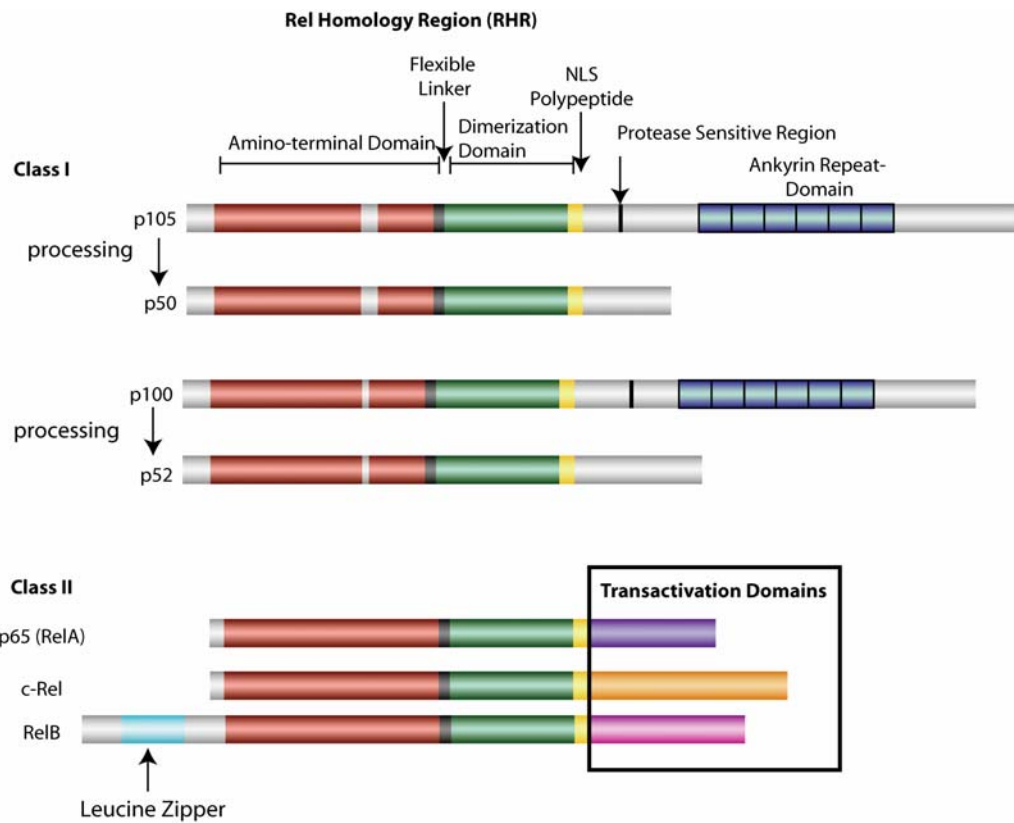 Rel Homology Region (RHR)
Flexible
Linker
NLS
Polypeptide
Amino-terminal Domain
Dimerization
Domain
Protease Sensitive Region
Ankyrin Repeat-
Domain
Class I
p105
processing
p50
p100
processing
p52
Class II
Transactivation Domains
p65 (RelA)
c-Rel
RelB
Leucine Zipper